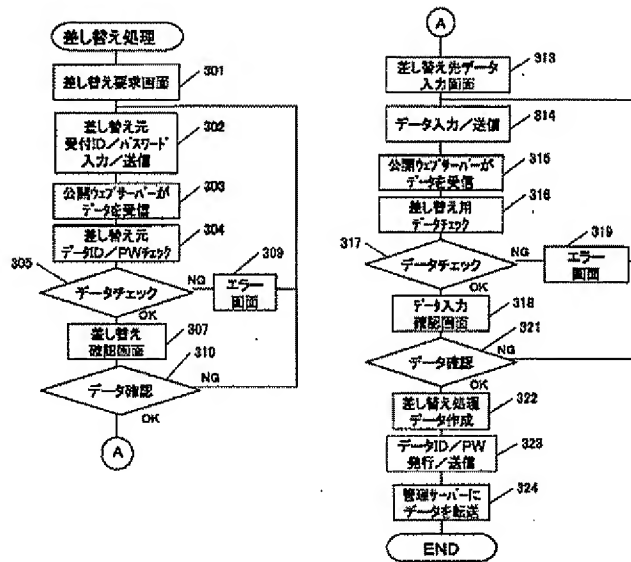 差し替え処理
差し替え要求画面
301
差し替え元
受付ID/パスワード
入力/送信
302
公開ウェブサーバーが
データを受信
303
差し替え元
データID/PWチェック
304
305
データチェック
NG
OK
309
エラー
画面
差し替え
確認画面
307
310
データ確認
NG
OK
A
A
差し替え先データ
入力画面
313
データ入力/送信
314
公開ウェブサーバーが
データを受信
315
差し替え用
データチェック
316
317
データチェック
NG
OK
319
エラー
画面
データ入力
確認画面
318
321
データ確認
NG
OK
差し替え処理
データ作成
322
データID/PW
発行/送信
323
管理サーバーに
データを転送
324
END